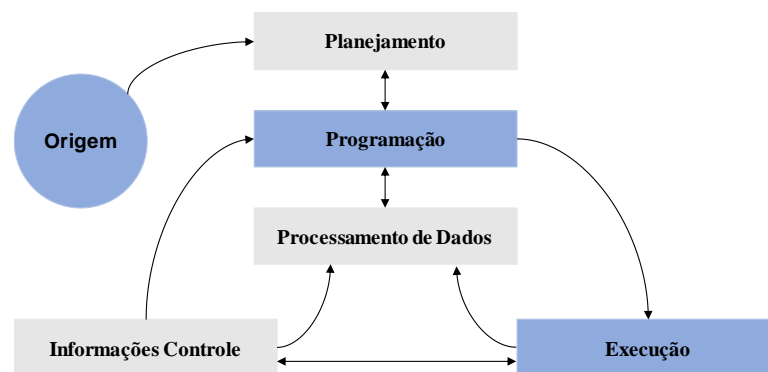 Planejamento
Origem
Programação
Processamento de Dados
Informações Controle
Execução